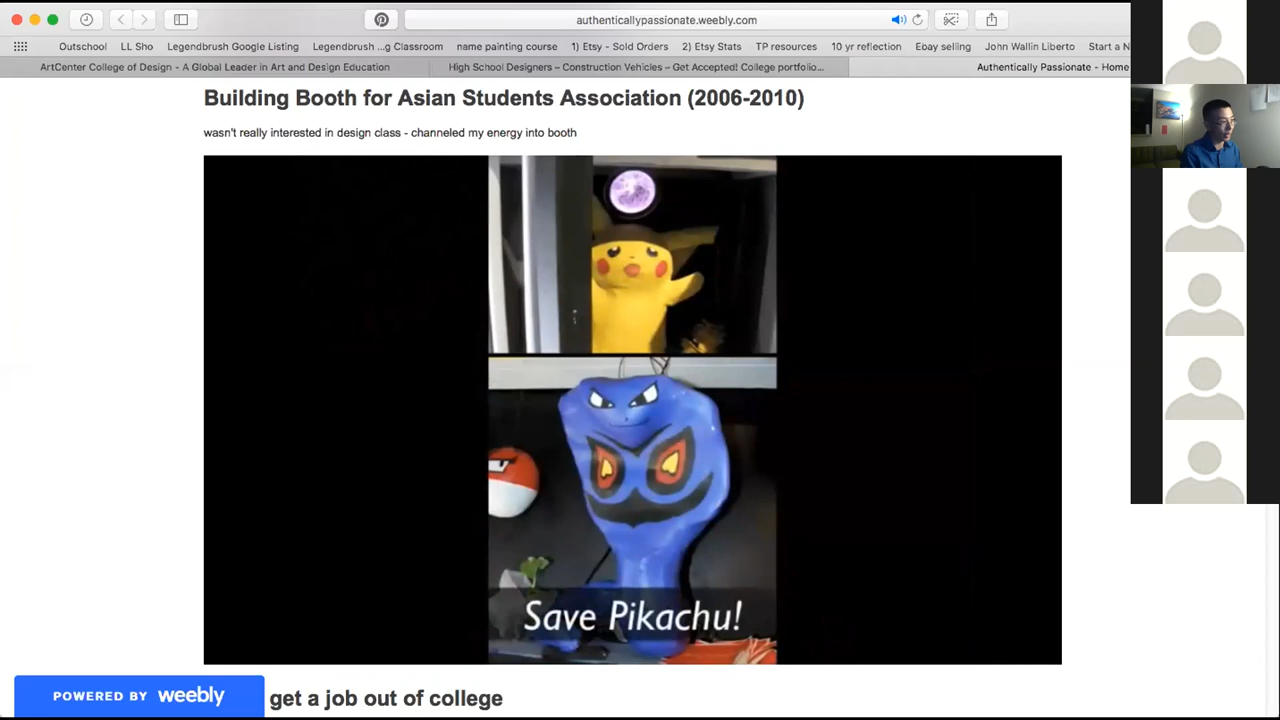 authenticallypassionate.weebly.com
Outschool
LL Sho
Legendbrush Google Listing
Legendbrush ...g Classroom
name painting course
1) Etsy - Sold Orders
2) Etsy Stats
TP resources
10 yr reflection
Ebay selling
John Wallin Liberto
Start a N
ArtCenter College of Design - A Global Leader in Art and Design Education
High School Designers – Construction Vehicles – Get Accepted! College portfolio...
Authentically Passionate - Home
Building Booth for Asian Students Association (2006-2010)
wasn't really interested in design class - channeled my energy into booth
Save Pikachu!
POWERED BY weebly
get a job out of college